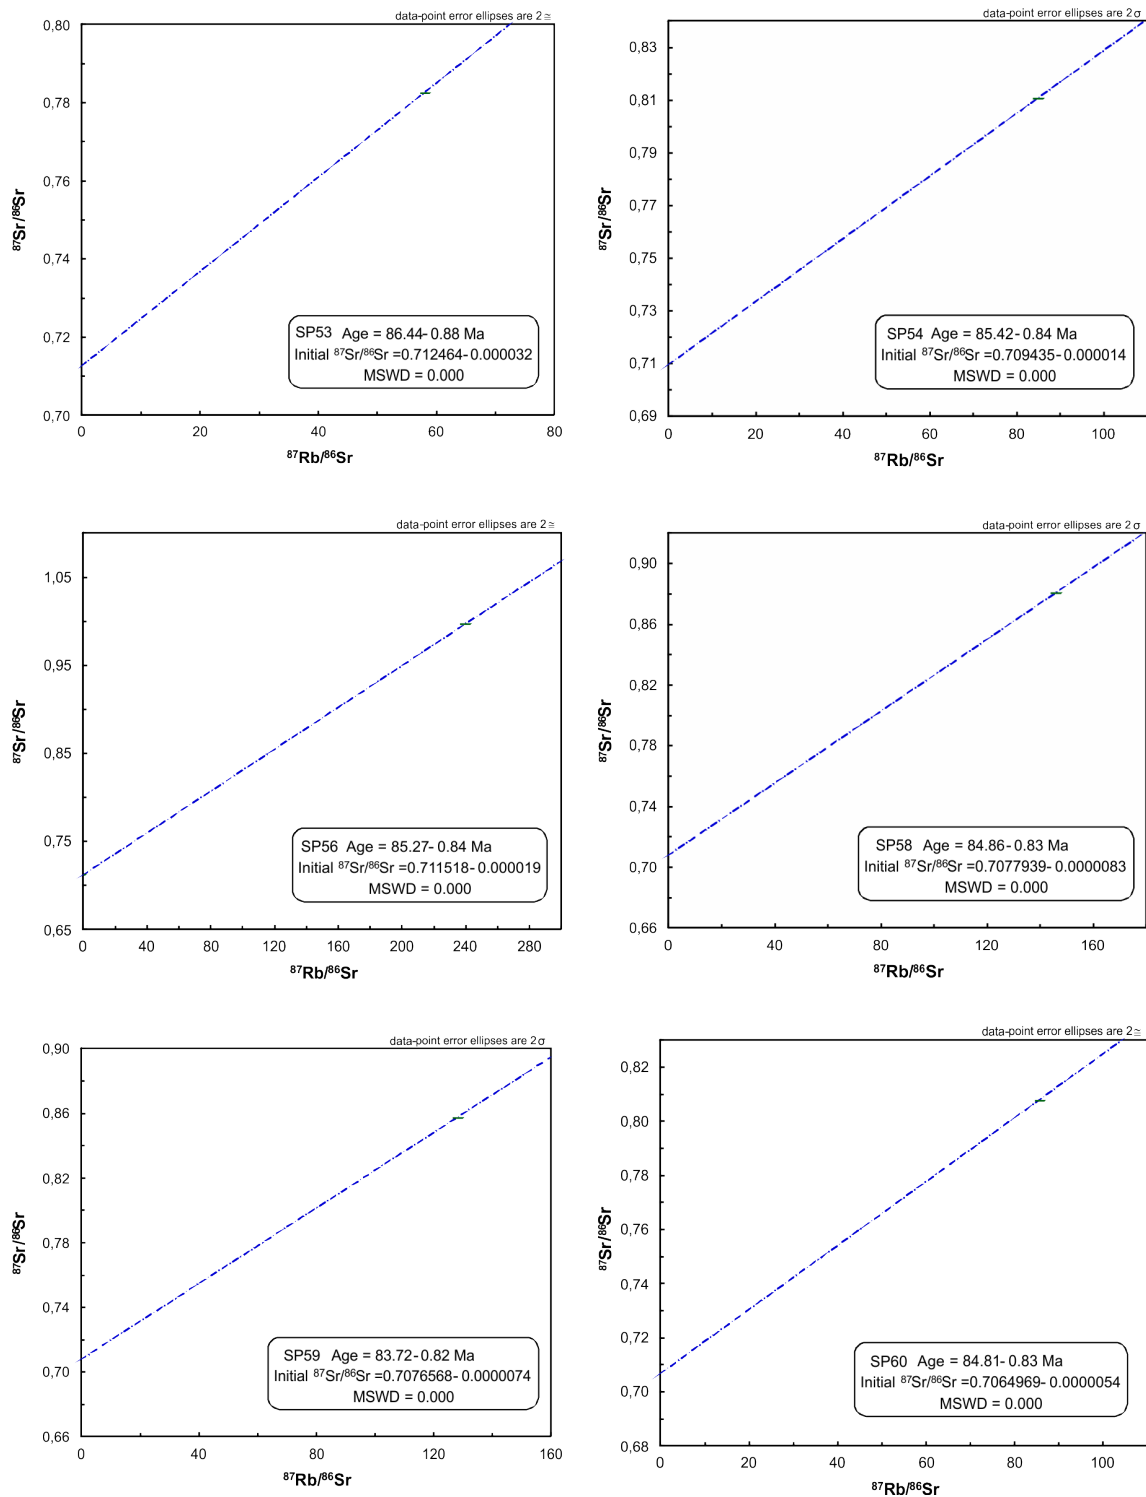 data-point error ellipses are 2≅
0,80
0,78
0,76
0,74
0,72
0,70
⁸⁷Sr/⁸⁶Sr
SP53 Age = 86.44-0.88 Ma
Initial ⁸⁷Sr/⁸⁶Sr=0.712464-0.000032
MSWD = 0.000
0 20 40 60 80
⁸⁷Rb/⁸⁶Sr
data-point error ellipses are 2σ
0,83
0,81
0,79
0,77
0,75
0,73
0,71
0,69
⁸⁷Sr/⁸⁶Sr
SP54 Age = 85.42-0.84 Ma
Initial ⁸⁷Sr/⁸⁶Sr=0.709435-0.000014
MSWD = 0.000
0 20 40 60 80 100
⁸⁷Rb/⁸⁶Sr
data-point error ellipses are 2≅
1,05
0,95
0,85
0,75
0,65
⁸⁷Sr/⁸⁶Sr
SP56 Age = 85.27-0.84 Ma
Initial ⁸⁷Sr/⁸⁶Sr=0.711518-0.000019
MSWD = 0.000
0 40 80 120 160 200 240 280
⁸⁷Rb/⁸⁶Sr
data-point error ellipses are 2σ
0,90
0,86
0,82
0,78
0,74
0,70
0,66
⁸⁷Sr/⁸⁶Sr
SP58 Age = 84.86-0.83 Ma
Initial ⁸⁷Sr/⁸⁶Sr=0.7077939-0.0000083
MSWD = 0.000
0 40 80 120 160
⁸⁷Rb/⁸⁶Sr
data-point error ellipses are 2σ
0,90
0,86
0,82
0,78
0,74
0,70
0,66
⁸⁷Sr/⁸⁶Sr
SP59 Age = 83.72-0.82 Ma
Initial ⁸⁷Sr/⁸⁶Sr=0.7076568-0.0000074
MSWD = 0.000
0 40 80 120 160
⁸⁷Rb/⁸⁶Sr
data-point error ellipses are 2≅
0,82
0,80
0,78
0,76
0,74
0,72
0,70
0,68
⁸⁷Sr/⁸⁶Sr
SP60 Age = 84.81-0.83 Ma
Initial ⁸⁷Sr/⁸⁶Sr=0.7064969-0.0000054
MSWD = 0.000
0 20 40 60 80 100
⁸⁷Rb/⁸⁶Sr